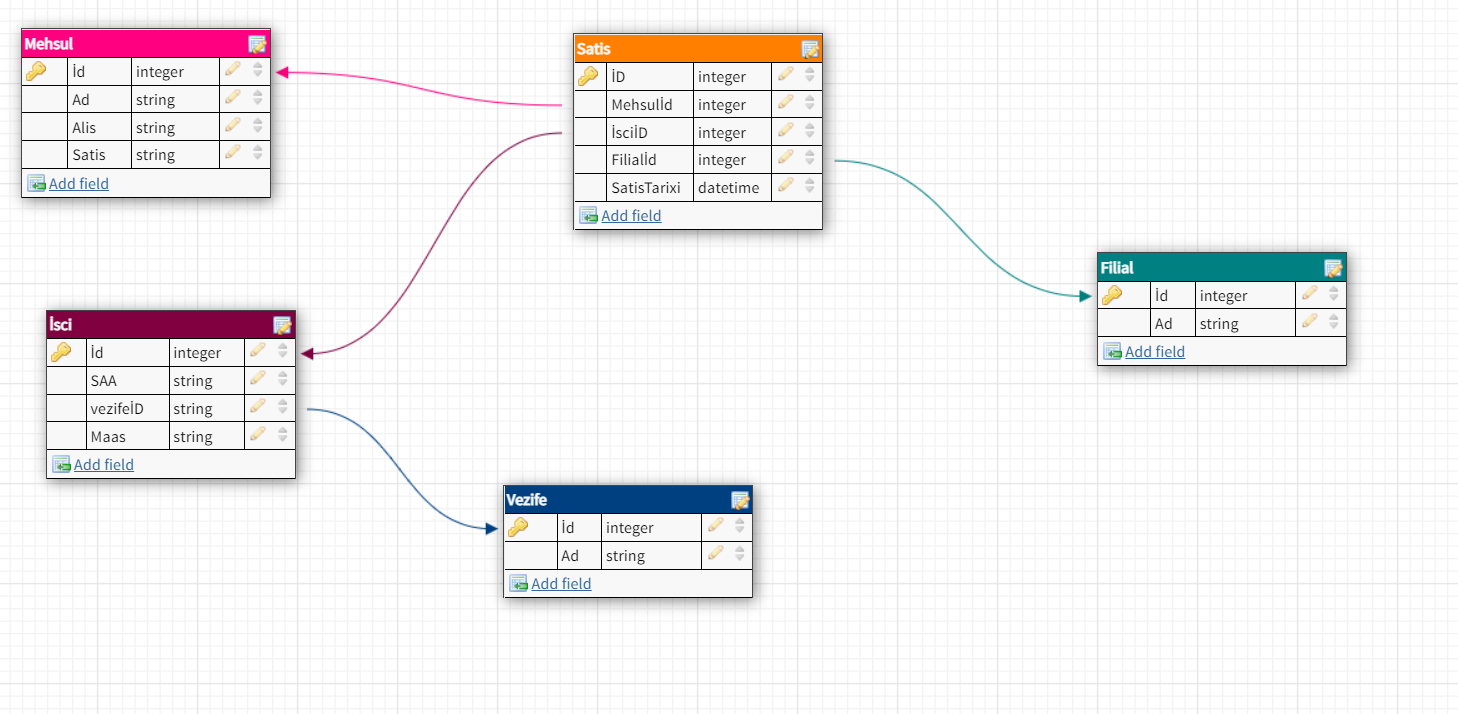 Mehsul
İd integer
Ad string
Alis string
Satis string
Add field
Satis
İD integer
Mehsulİd integer
İsciİD integer
Filialİd integer
SatisTarixi datetime
Add field
Filial
İd integer
Ad string
Add field
İsci
İd integer
SAA string
vezifeİD string
Maas string
Add field
Vezife
İd integer
Ad string
Add field